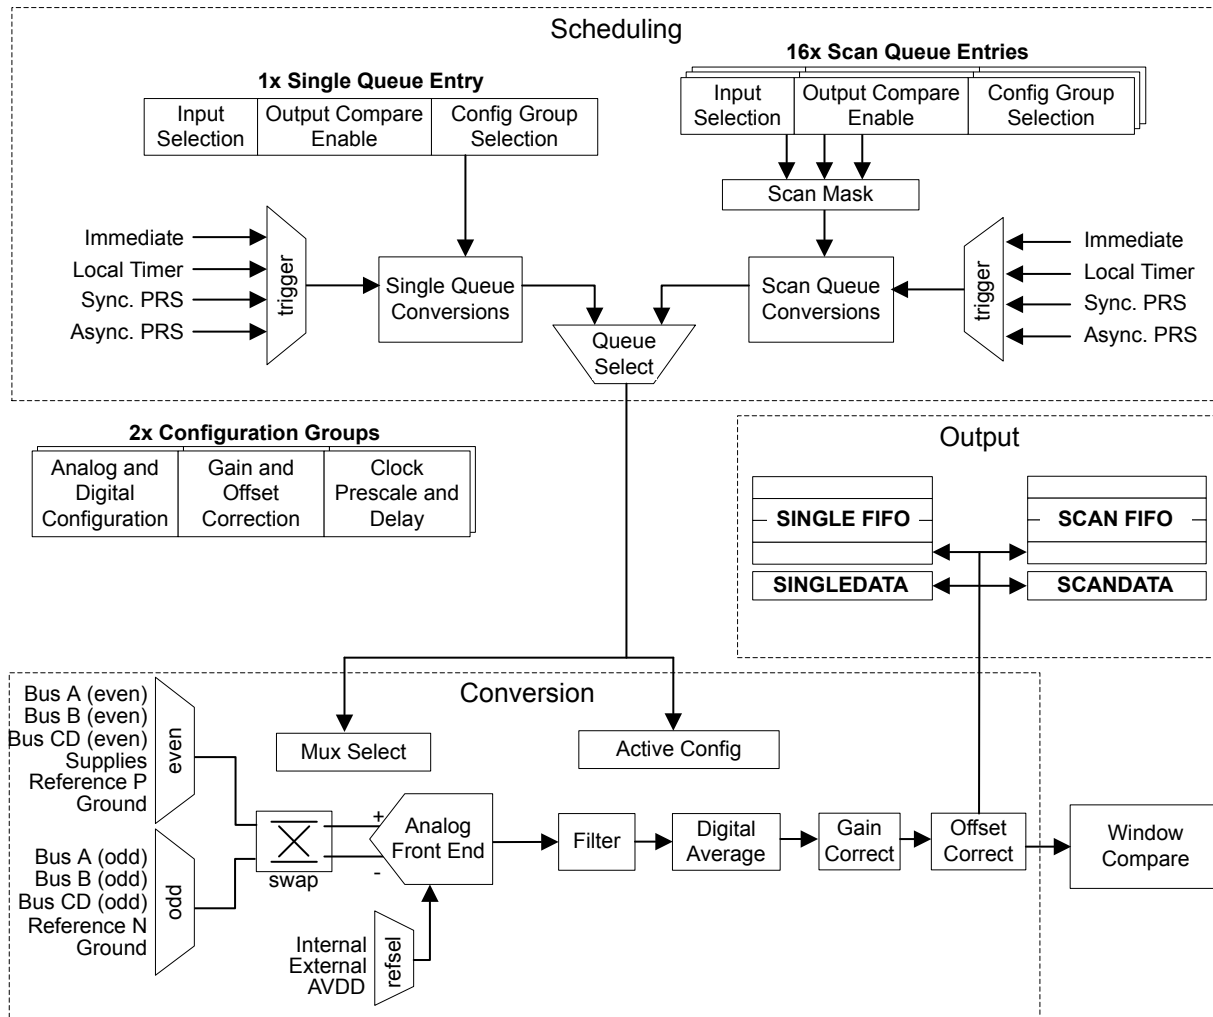 Scheduling
1x Single Queue Entry
Input
Selection
Output Compare
Enable
Config Group
Selection
16x Scan Queue Entries
Input
Selection
Output Compare
Enable
Config Group
Selection
Scan Mask
Immediate
Local Timer
Sync. PRS
Async. PRS
trigger
Single Queue
Conversions
Scan Queue
Conversions
trigger
Immediate
Local Timer
Sync. PRS
Async. PRS
Queue
Select
2x Configuration Groups
Analog and
Digital
Configuration
Gain and
Offset
Correction
Clock
Prescale and
Delay
Output
SINGLE FIFO
SCAN FIFO
SINGLEDATA
SCANDATA
Conversion
Bus A (even)
Bus B (even)
Bus CD (even)
Supplies
Reference P
Ground
even
Mux Select
Active Config
Bus A (odd)
Bus B (odd)
Bus CD (odd)
Reference N
Ground
odd
swap
+
-
Analog
Front End
Internal
External
AVDD
refsel
Filter
Digital
Average
Gain
Correct
Offset
Correct
Window
Compare